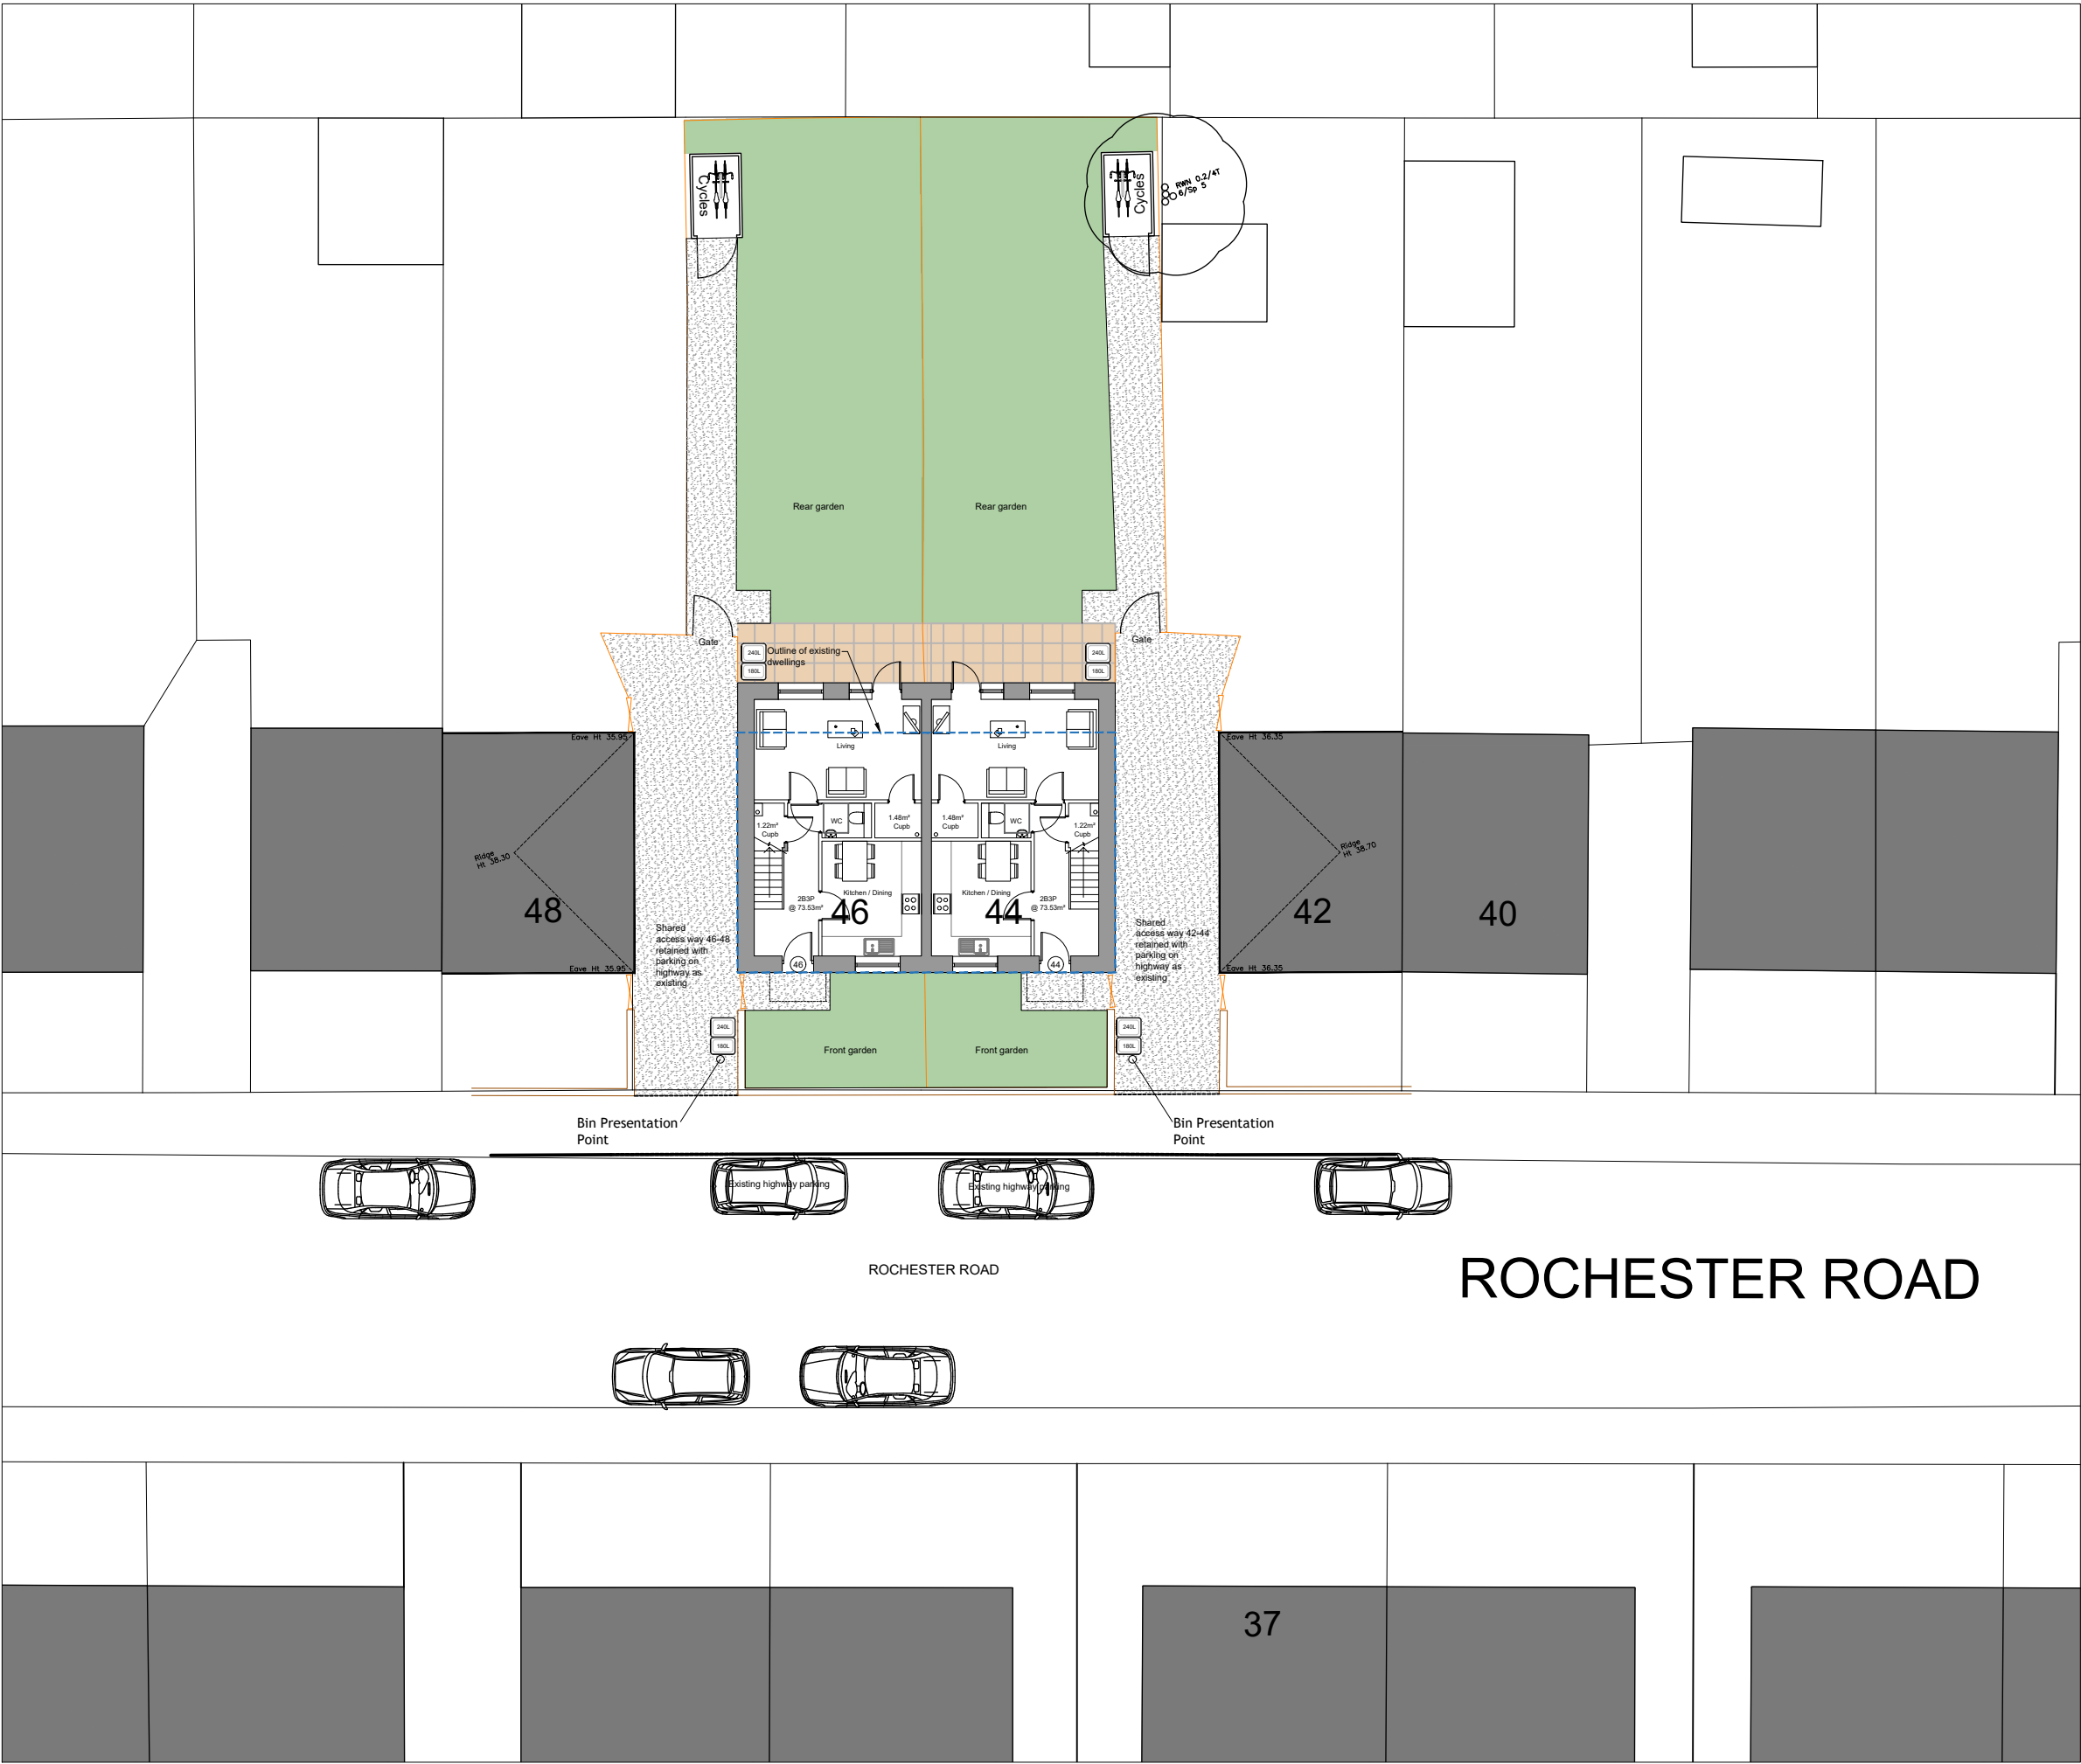 Cycles
Cycles
RWN 0.2/4T
6/Sp 5
Rear garden
Rear garden
Gate
Gate
240L
180L
Outline of existing
dwellings
240L
180L
Eave Ht 35.95
Living
Living
Eave Ht 36.35
1.22m²
Cupb
WC
1.48m²
Cupb
1.48m²
Cupb
WC
1.22m²
Cupb
Ridge
Ht 38.30
Ridge
Ht 38.70
Kitchen / Dining
Kitchen / Dining
2B3P
@ 73.53m²
2B3P
@ 73.53m²
48
46
44
42
40
Shared
access way 46-48
retained with
parking on
highway as
existing
Shared
access way 42-44
retained with
parking on
highway as
existing
46
44
Eave Ht 35.95
Eave Ht 36.35
240L
180L
240L
180L
Front garden
Front garden
Bin Presentation
Point
Bin Presentation
Point
Existing highway parking
Existing highway parking
ROCHESTER ROAD
ROCHESTER ROAD
37